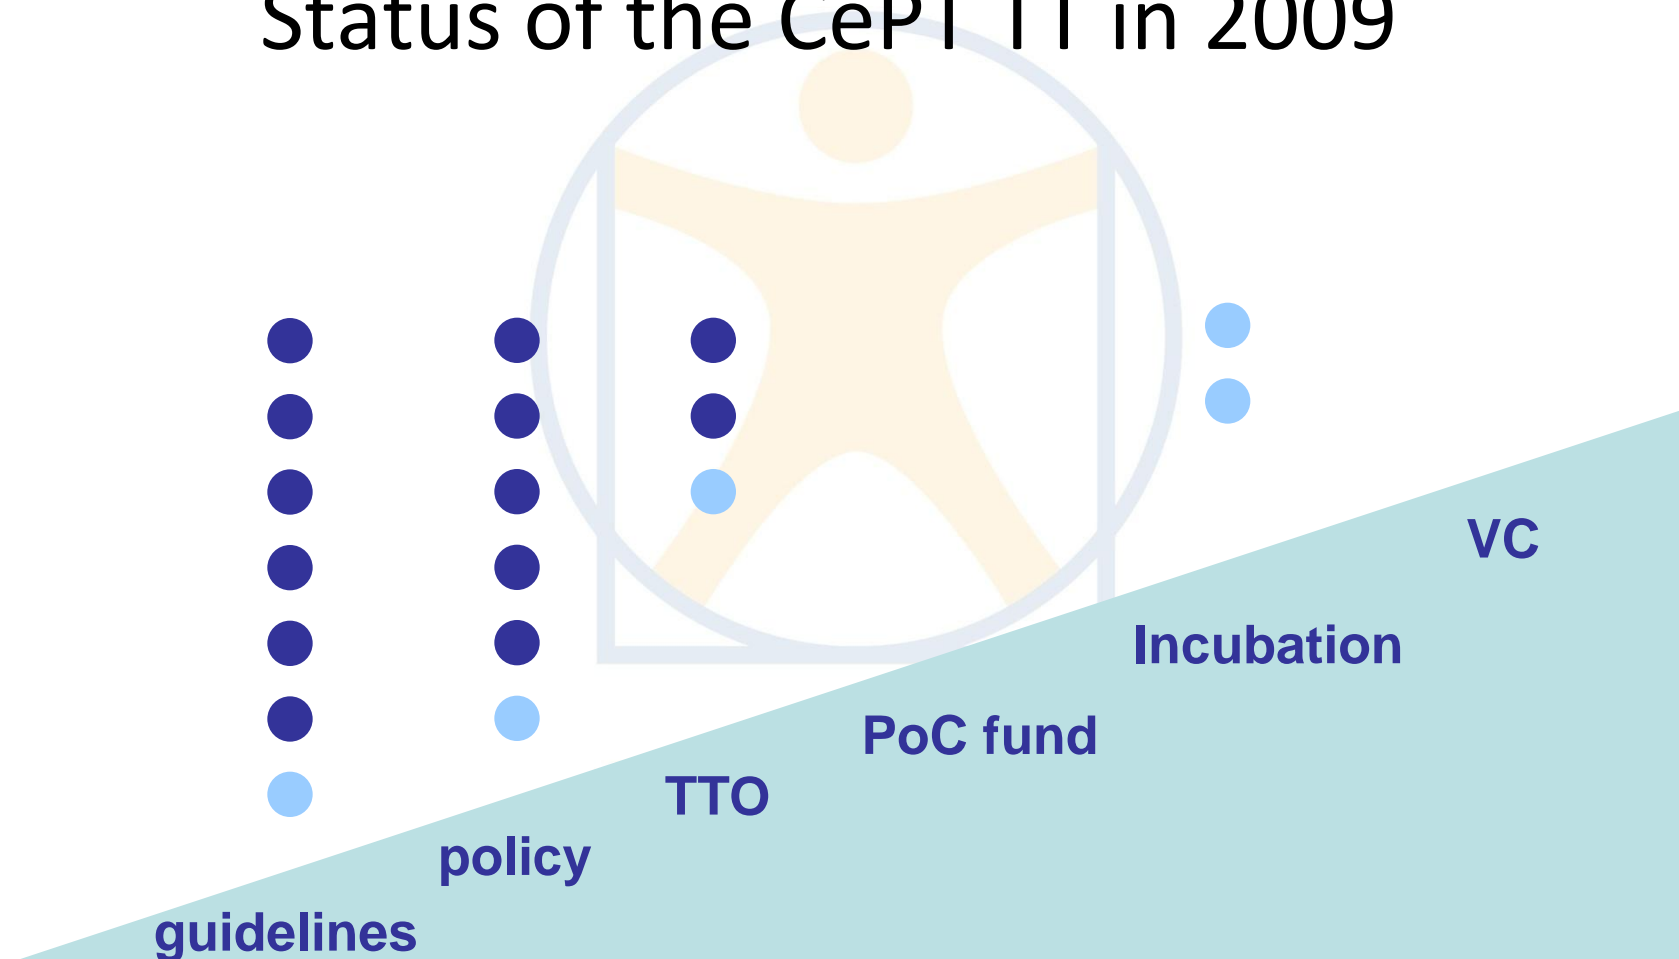 Status of the CePT TT in 2009
VC
Incubation
PoC fund
TTO
policy
guidelines